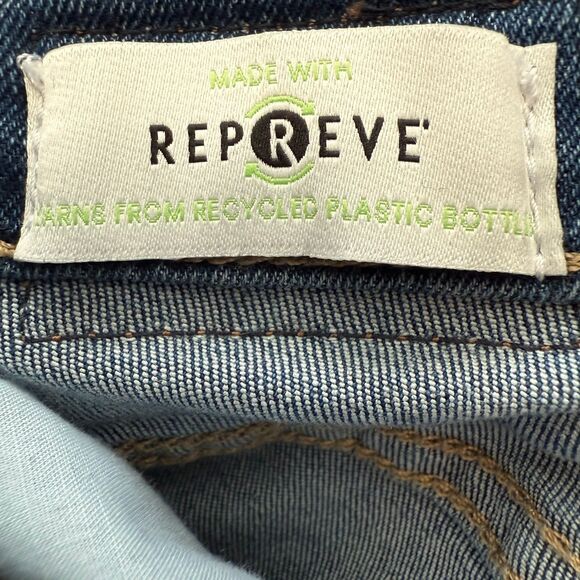 MADE WITH
REPREVE®
ARNS FROM RECYCLED PLASTIC BOTTL